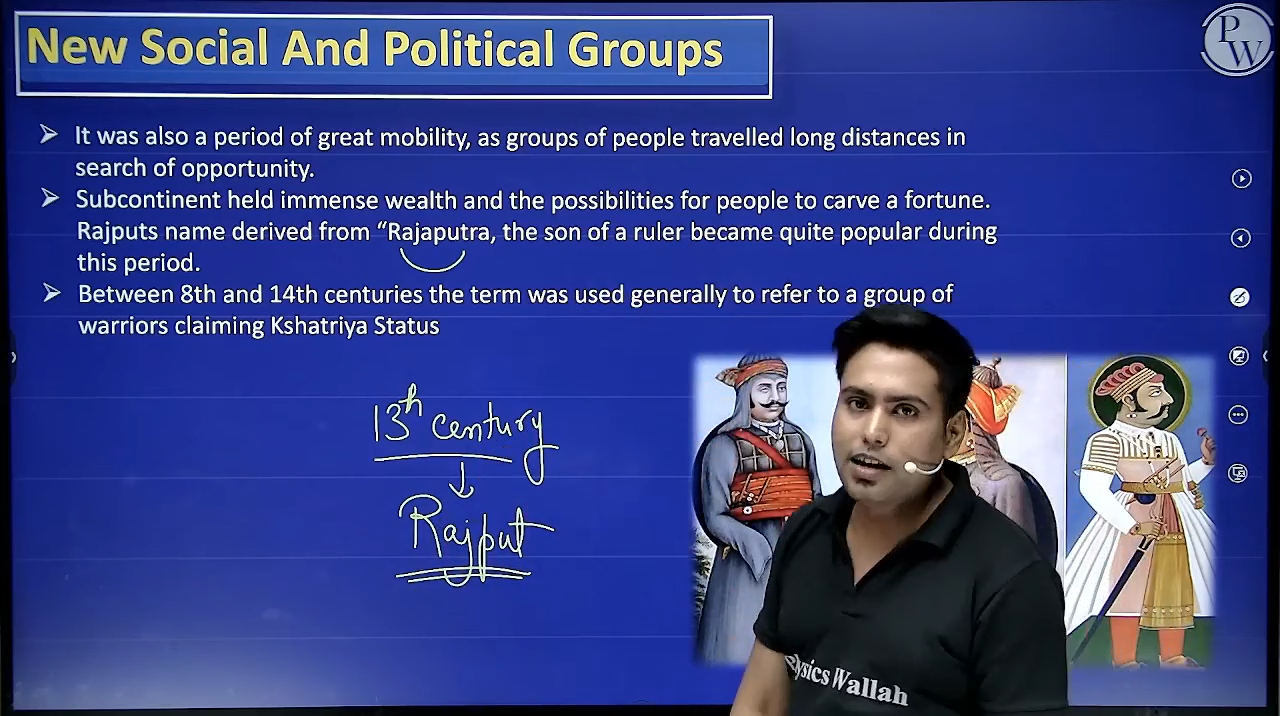 New Social And Political Groups
PW
➢ It was also a period of great mobility, as groups of people travelled long distances in
search of opportunity.
➢ Subcontinent held immense wealth and the possibilities for people to carve a fortune.
Rajputs name derived from “Rajaputra, the son of a ruler became quite popular during
this period.
➢ Between 8th and 14th centuries the term was used generally to refer to a group of
warriors claiming Kshatriya Status
13th century
↓
Rajput
Physics Wallah